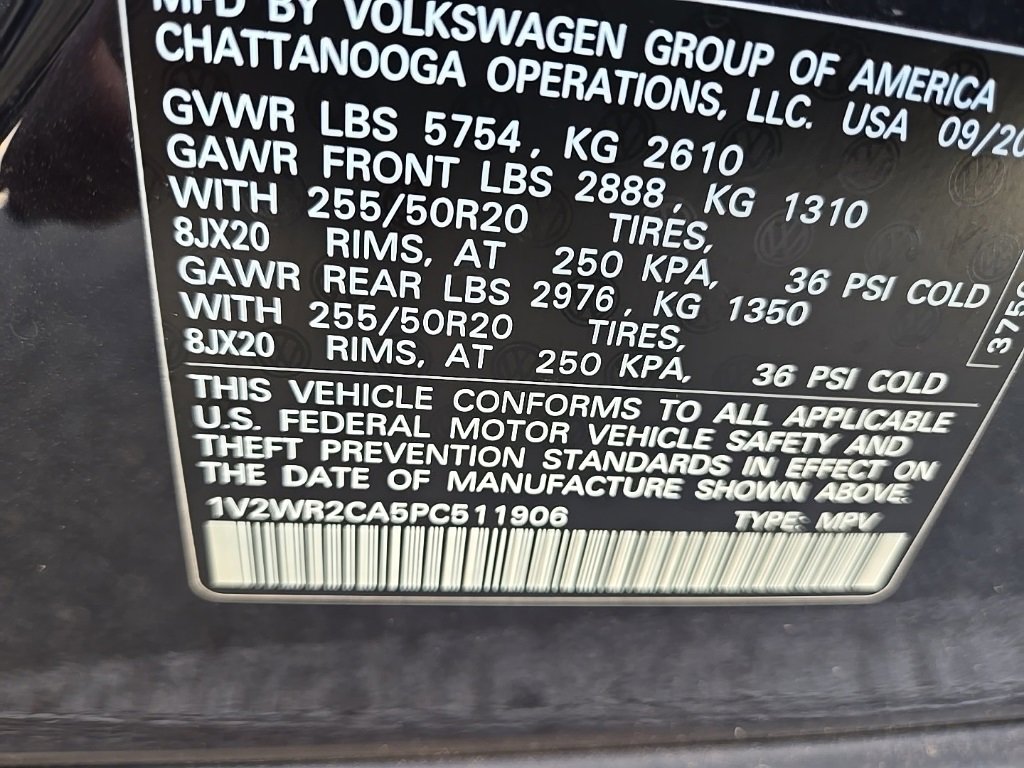 MFD BY VOLKSWAGEN GROUP OF AMERICA
CHATTANOOGA OPERATIONS, LLC. USA 09/20
GVWR LBS 5754, KG 2610
GAWR FRONT LBS 2888, KG 1310
WITH 255/50R20 TIRES,
8JX20 RIMS, AT 250 KPA, 36 PSI COLD
GAWR REAR LBS 2976, KG 1350
WITH 255/50R20 TIRES,
8JX20 RIMS, AT 250 KPA, 36 PSI COLD
THIS VEHICLE CONFORMS TO ALL APPLICABLE
U.S. FEDERAL MOTOR VEHICLE SAFETY AND
THEFT PREVENTION STANDARDS IN EFFECT ON
THE DATE OF MANUFACTURE SHOWN ABOVE.
1V2WR2CA5PC511906 TYPE: MPV